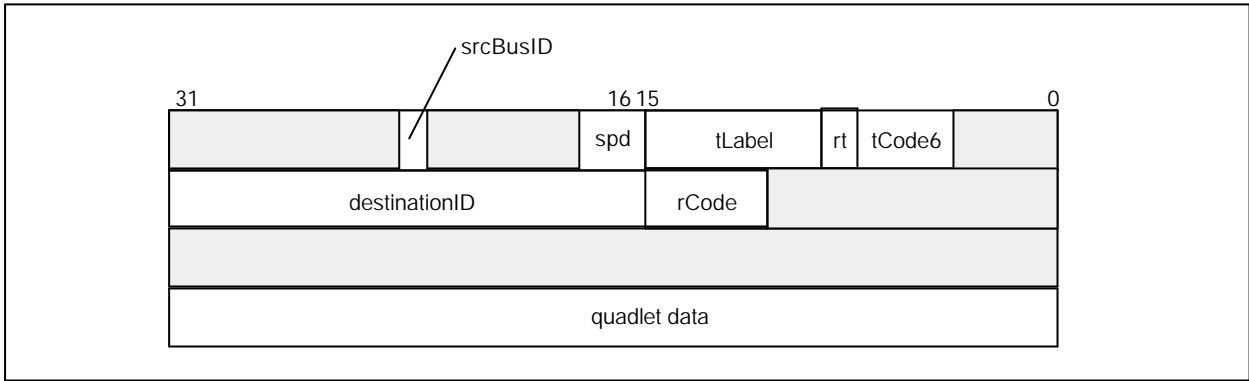 srcBusID
31 16 15 0
spd tLabel rt tCode6
destinationID rCode
quadlet data